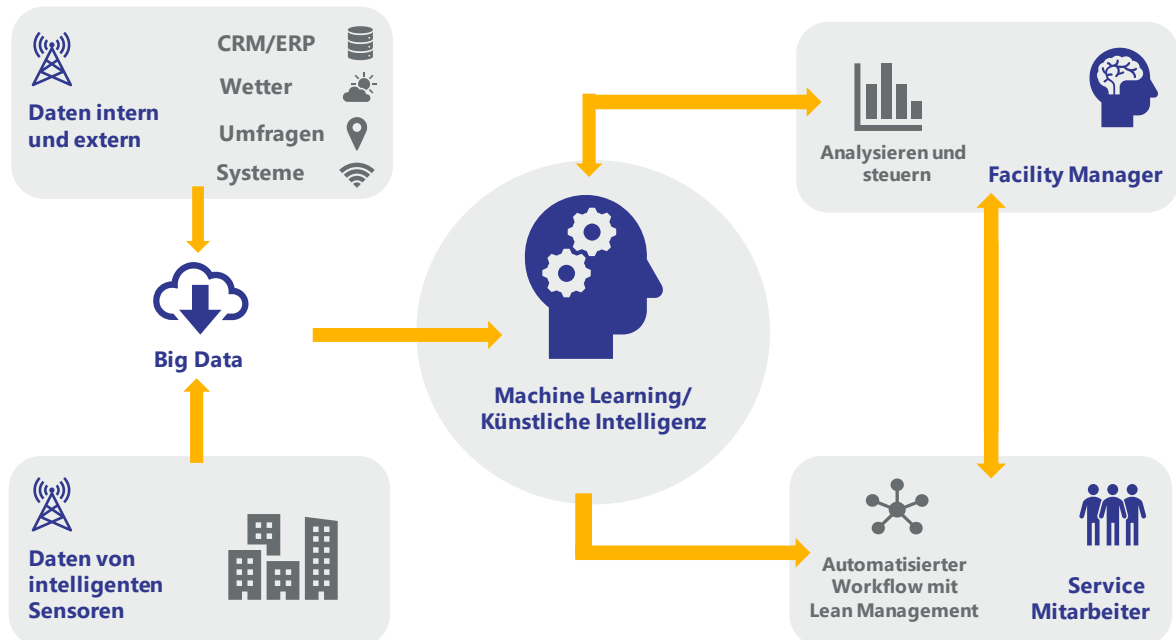 Daten intern
und extern
CRM/ERP
Wetter
Umfragen
Systeme
Big Data
Daten von
intelligenten
Sensoren
Machine Learning/
Künstliche Intelligenz
Analysieren und
steuern
Facility Manager
Automatisierter
Workflow mit
Lean Management
Service
Mitarbeiter